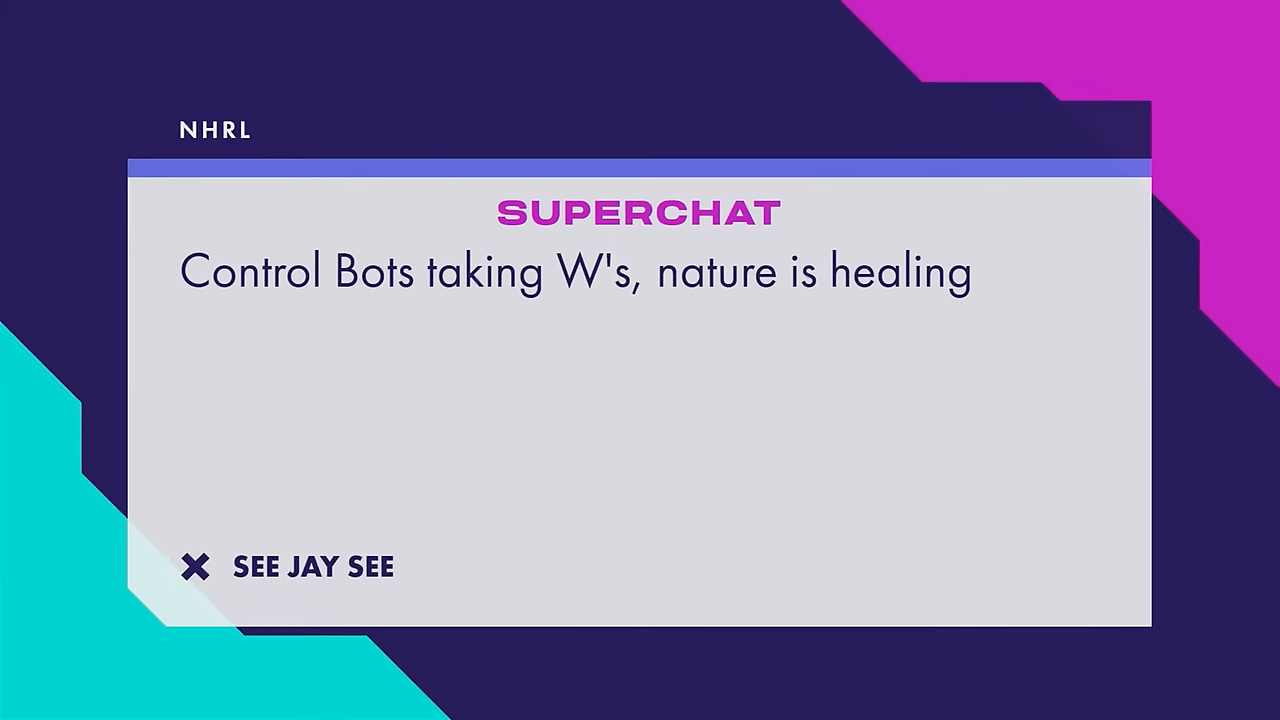 NHRL
SUPERCHAT
Control Bots taking W's, nature is healing
SEE JAY SEE